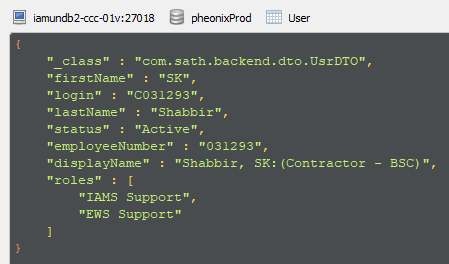 iamundb2-ccc-01v:27018 pheonixProd User
{
"_class" : "com.sath.backend.dto.UsrDTO",
"firstName" : "SK",
"login" : "C031293",
"lastName" : "Shabbir",
"status" : "Active",
"employeeNumber" : "031293",
"displayName" : "Shabbir, SK:(Contractor - BSC)",
"roles" : [
"IAMS Support",
"EWS Support"
]
}